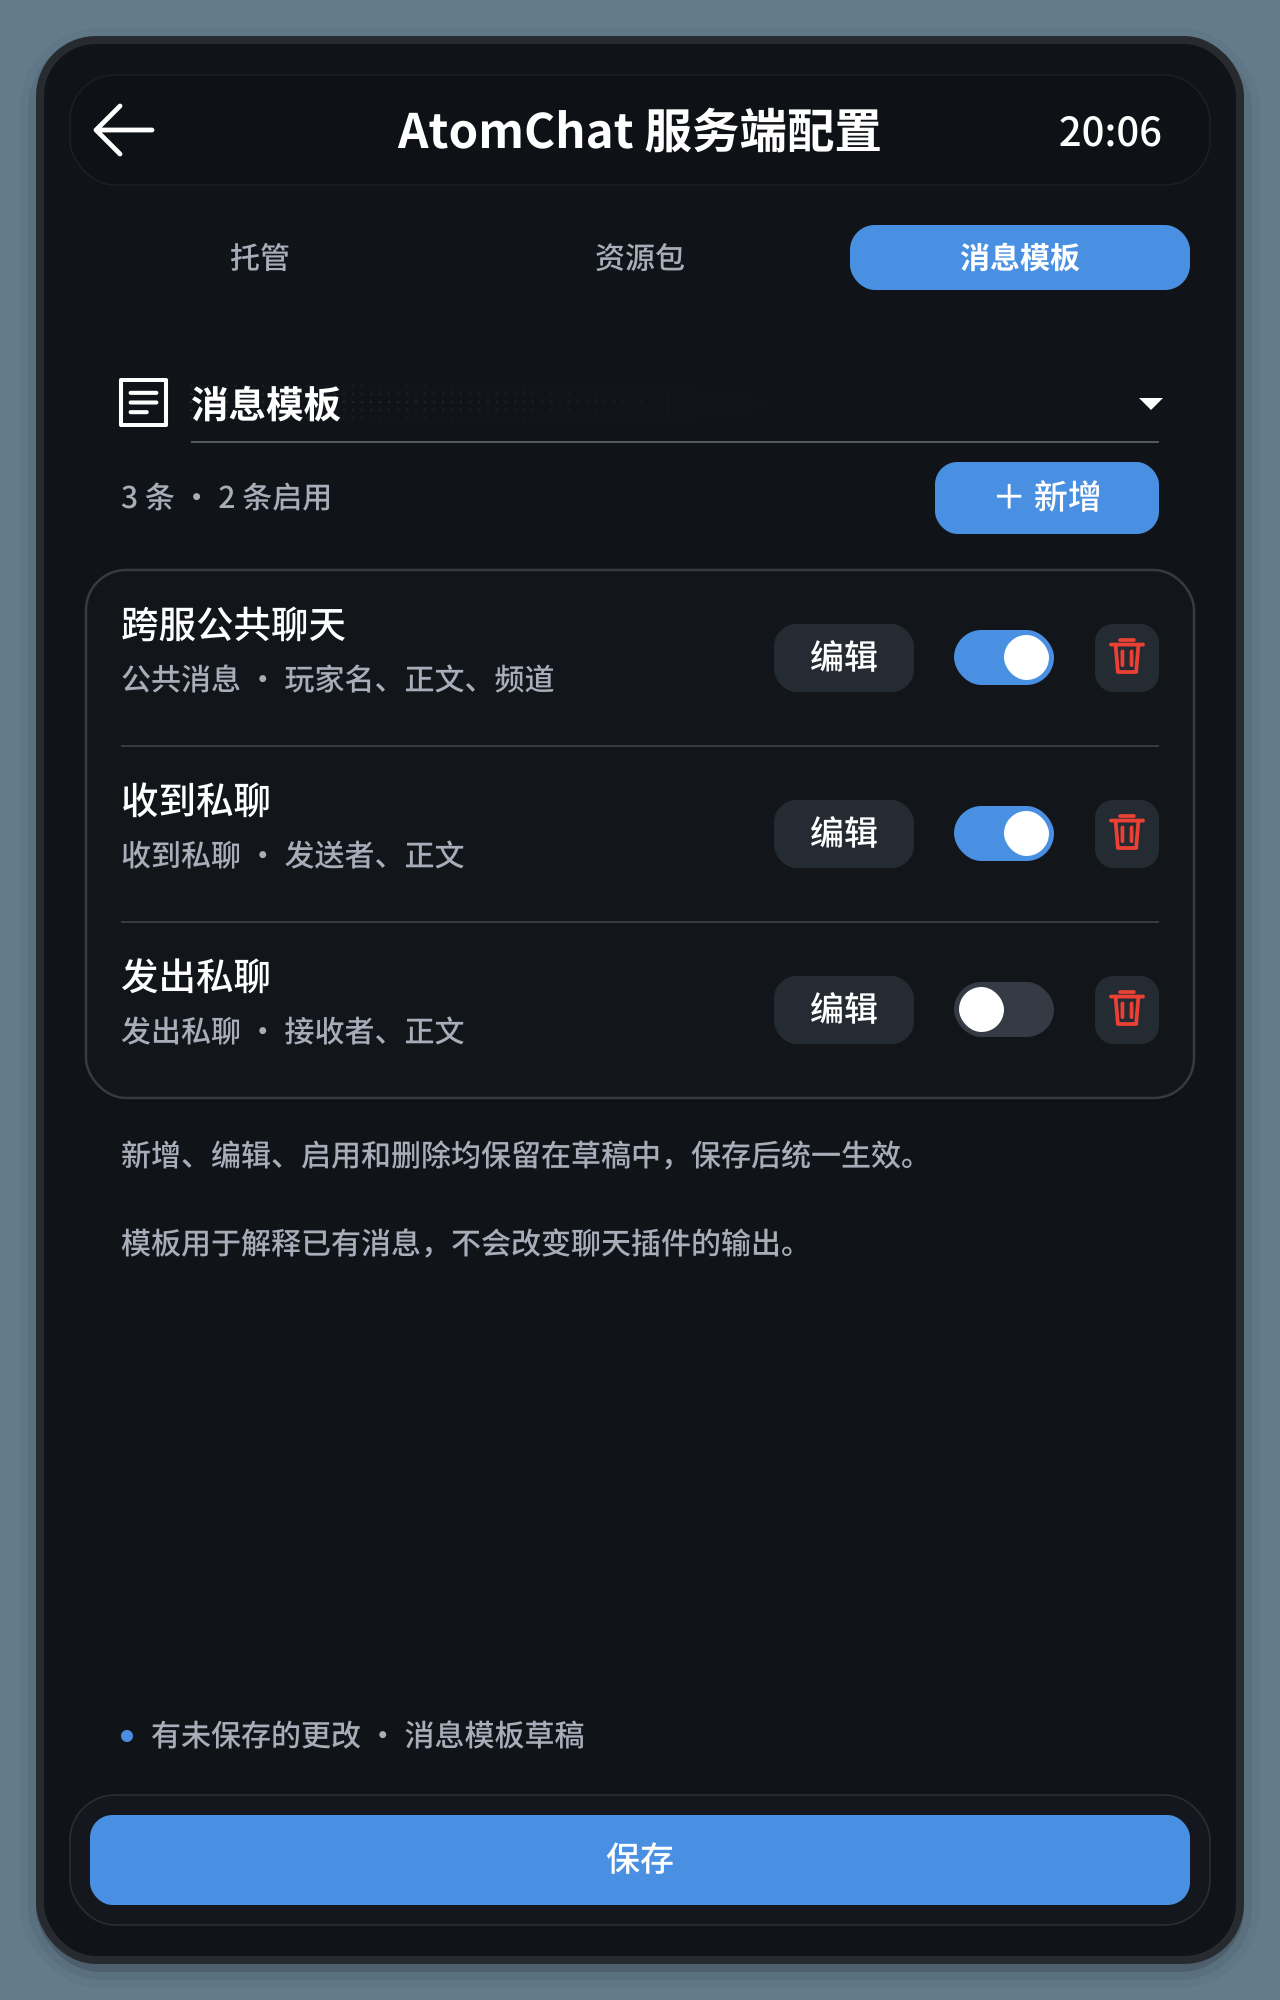 AtomChat 服务端配置
20:06
托管
资源包
消息模板
消息模板
3 条 · 2 条启用
＋ 新增
跨服公共聊天
公共消息 · 玩家名、正文、频道
编辑
收到私聊
收到私聊 · 发送者、正文
编辑
发出私聊
发出私聊 · 接收者、正文
编辑
新增、编辑、启用和删除均保留在草稿中，保存后统一生效。
模板用于解释已有消息，不会改变聊天插件的输出。
有未保存的更改 · 消息模板草稿
保存